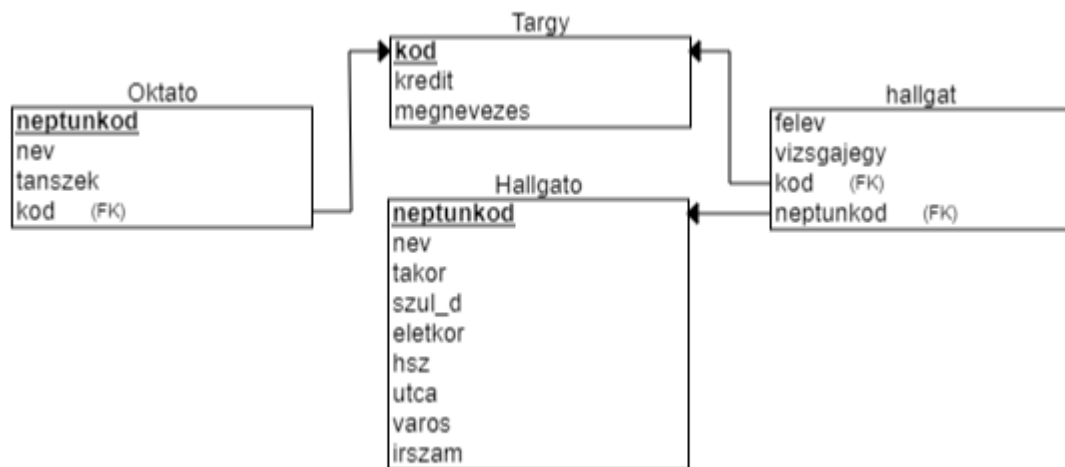 Targy
kod
kredit
megnevezes
Oktato
neptunkod
nev
tanszek
kod (FK)
hallgat
felev
vizsgajegy
kod (FK)
neptunkod (FK)
Hallgato
neptunkod
nev
takor
szul_d
eletkor
hsz
utca
varos
irszam